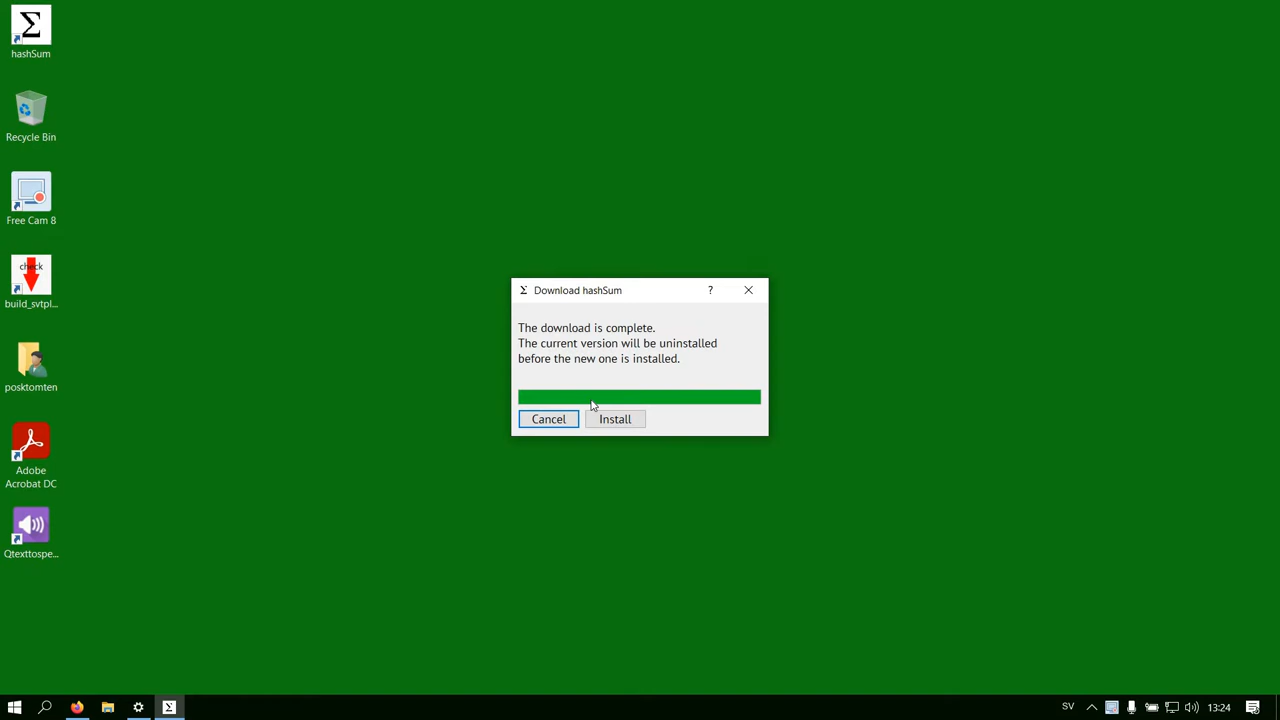 Σ
hashSum
Recycle Bin
Free Cam 8
check
build_svtpl...
posktomten
Adobe
Acrobat DC
Qtexttospe...
Σ Download hashSum ?
The download is complete.
The current version will be uninstalled
before the new one is installed.
Cancel Install
Σ SV 13:24